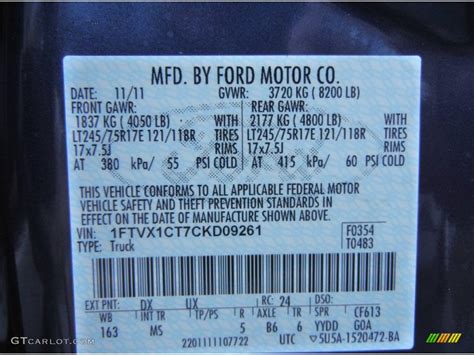 MFD. BY FORD MOTOR CO.
DATE: 11/11 GVWR: 3720 KG ( 8200 LB)
FRONT GAWR: REAR GAWR:
1837 KG ( 4050 LB) WITH 2177 KG ( 4800 LB) WITH
LT245/75R17E 121/118R TIRES LT245/75R17E 121/118R TIRES
17x7.5J RIMS 17x7.5J RIMS
AT 380 kPa/ 55 PSI COLD AT 415 kPa/ 60 PSI COLD
THIS VEHICLE CONFORMS TO ALL APPLICABLE FEDERAL MOTOR
VEHICLE SAFETY AND THEFT PREVENTION STANDARDS IN
EFFECT ON THE DATE OF MANUFACTURE SHOWN ABOVE.
VIN: 1FTVX1CT7CKD09261 F0354
TYPE: Truck T0483
EXT PNT: DX UX RC: 24 DSO: CF613
WB TP/PS R AXLE TR SPR GOA
163 MS 5 B6 6 YYDD
2201111107722 UTC 5U5A-1520472-BA
GTcarlot.com